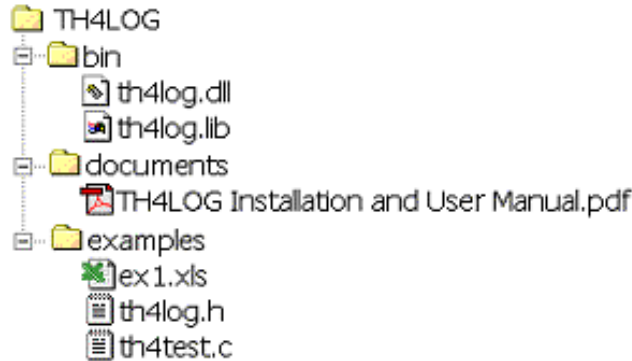 TH4LOG
bin
th4log.dll
th4log.lib
documents
TH4LOG Installation and User Manual.pdf
examples
ex1.xls
th4log.h
th4test.c